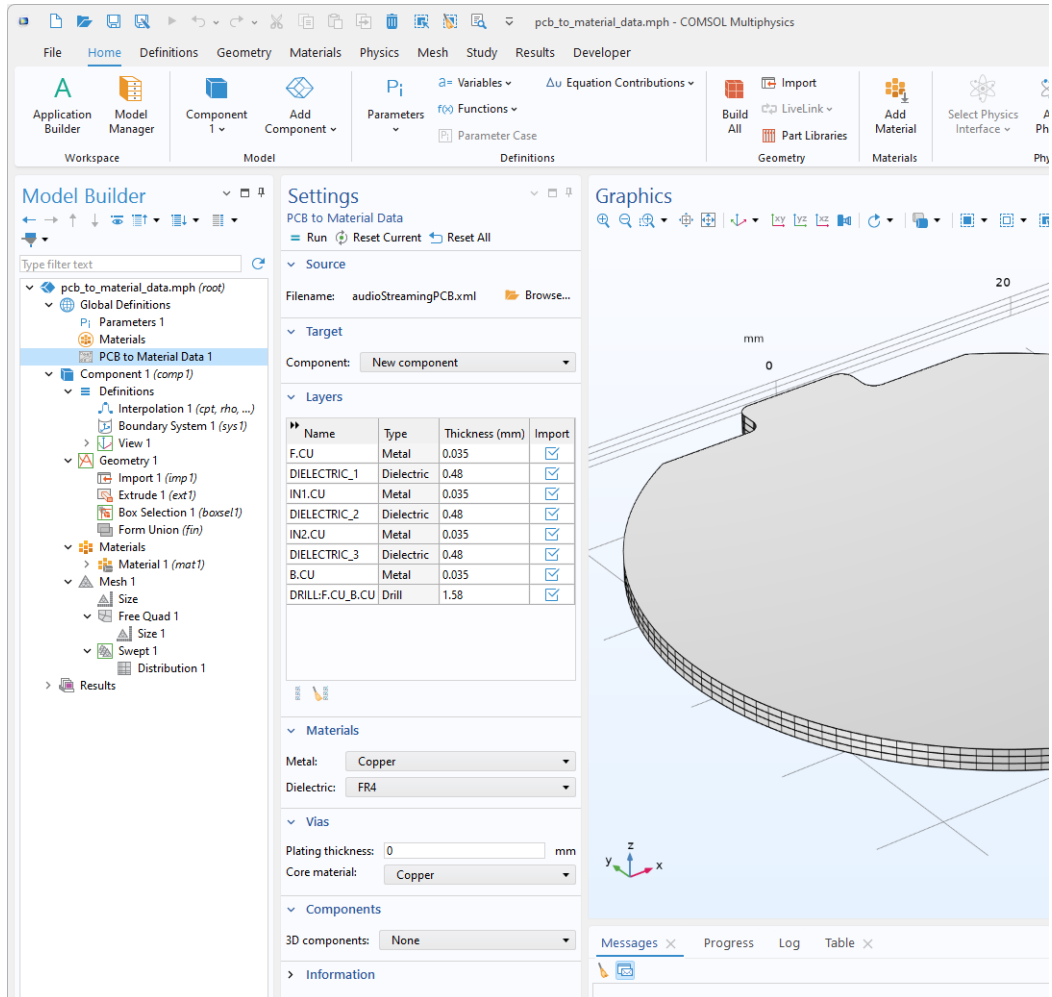 pcb_to_material_data.mph - COMSOL Multiphysics
File Home Definitions Geometry Materials Physics Mesh Study Results Developer
A Application Builder
Model Manager
Workspace
Component 1
Add Component
Model
Pi Parameters
a= Variables
f(x) Functions
Pi Parameter Case
Δu Equation Contributions
Definitions
Build All
Import
LiveLink
Part Libraries
Geometry
Add Material
Materials
Select Physics Interface
Model Builder
Type filter text
pcb_to_material_data.mph (root)
Global Definitions
Pi Parameters 1
Materials
PCB to Material Data 1
Component 1 (comp1)
Definitions
Interpolation 1 (cpt, rho, ...)
Boundary System 1 (sys1)
View 1
Geometry 1
Import 1 (imp1)
Extrude 1 (ext1)
Box Selection 1 (boxsel1)
Form Union (fin)
Materials
Material 1 (mat1)
Mesh 1
Size
Free Quad 1
Size 1
Swept 1
Distribution 1
Results
Settings
PCB to Material Data
= Run Reset Current Reset All
Source
Filename: audioStreamingPCB.xml Browse...
Target
Component: New component
Layers
Name Type Thickness (mm) Import
F.CU Metal 0.035
DIELECTRIC_1 Dielectric 0.48
IN1.CU Metal 0.035
DIELECTRIC_2 Dielectric 0.48
IN2.CU Metal 0.035
DIELECTRIC_3 Dielectric 0.48
B.CU Metal 0.035
DRILL:F.CU_B.CU Drill 1.58
Materials
Metal: Copper
Dielectric: FR4
Vias
Plating thickness: 0 mm
Core material: Copper
Components
3D components: None
Information
Graphics
xy yz xz
20
mm
0
z
y
x
Messages Progress Log Table